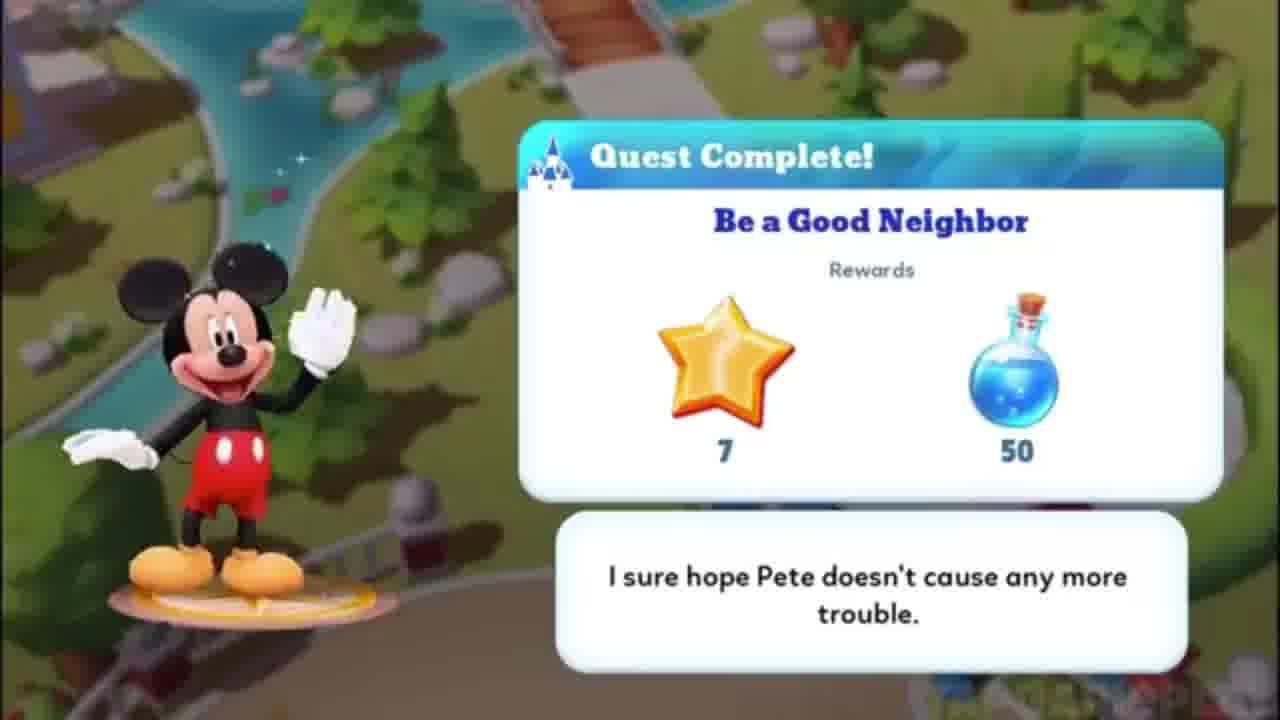 Quest Complete!
Be a Good Neighbor
Rewards
7
50
I sure hope Pete doesn't cause any more
trouble.